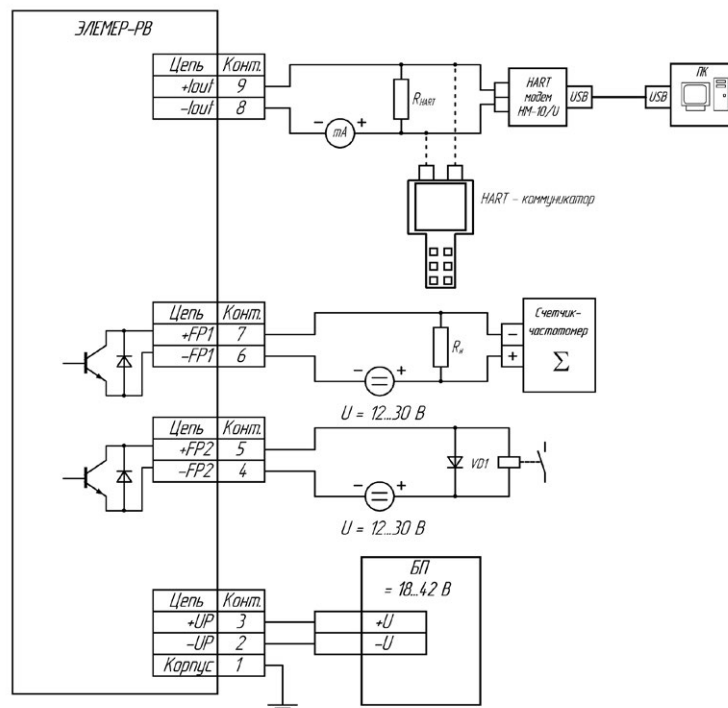 ЭЛЕМЕР-РВ
Цепь Конт.
+Iout 9
-Iout 8
- mA +
RHART
HART модем НМ-10/U
USB
USB
ПК
HART - коммуникатор
Цепь Конт.
+FP1 7
-FP1 6
- +
U = 12...30 В
Rн
- +
Счетчик-
частотомер
Σ
Цепь Конт.
+FP2 5
-FP2 4
- +
U = 12...30 В
VD1
БП
= 18...42 В
Цепь Конт.
+UP 3
-UP 2
Корпус 1
+U
-U